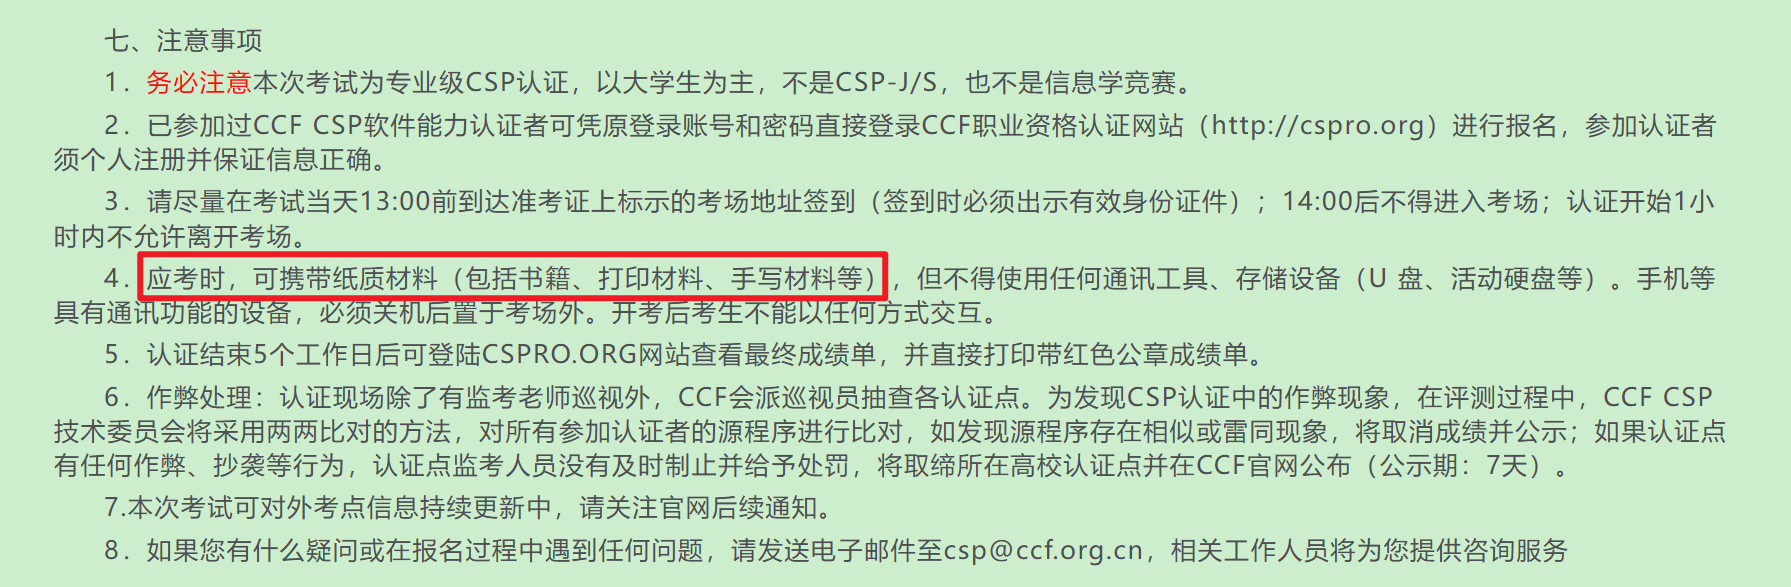 七、注意事项
1．务必注意本次考试为专业级CSP认证，以大学生为主，不是CSP-J/S，也不是信息学竞赛。
2．已参加过CCF CSP软件能力认证者可凭原登录账号和密码直接登录CCF职业资格认证网站（http://cspro.org）进行报名，参加认证者
须个人注册并保证信息正确。
3．请尽量在考试当天13:00前到达准考证上标示的考场地址签到（签到时必须出示有效身份证件）；14:00后不得进入考场；认证开始1小
时内不允许离开考场。
4．应考时，可携带纸质材料（包括书籍、打印材料、手写材料等），但不得使用任何通讯工具、存储设备（U 盘、活动硬盘等）。手机等
具有通讯功能的设备，必须关机后置于考场外。开考后考生不能以任何方式交互。
5．认证结束5个工作日后可登陆CSPRO.ORG网站查看最终成绩单，并直接打印带红色公章成绩单。
6．作弊处理：认证现场除了有监考老师巡视外，CCF会派巡视员抽查各认证点。为发现CSP认证中的作弊现象，在评测过程中，CCF CSP
技术委员会将采用两两比对的方法，对所有参加认证者的源程序进行比对，如发现源程序存在相似或雷同现象，将取消成绩并公示；如果认证点
有任何作弊、抄袭等行为，认证点监考人员没有及时制止并给予处罚，将取缔所在高校认证点并在CCF官网公布（公示期：7天）。
7.本次考试可对外考点信息持续更新中，请关注官网后续通知。
8．如果您有什么疑问或在报名过程中遇到任何问题，请发送电子邮件至csp@ccf.org.cn，相关工作人员将为您提供咨询服务